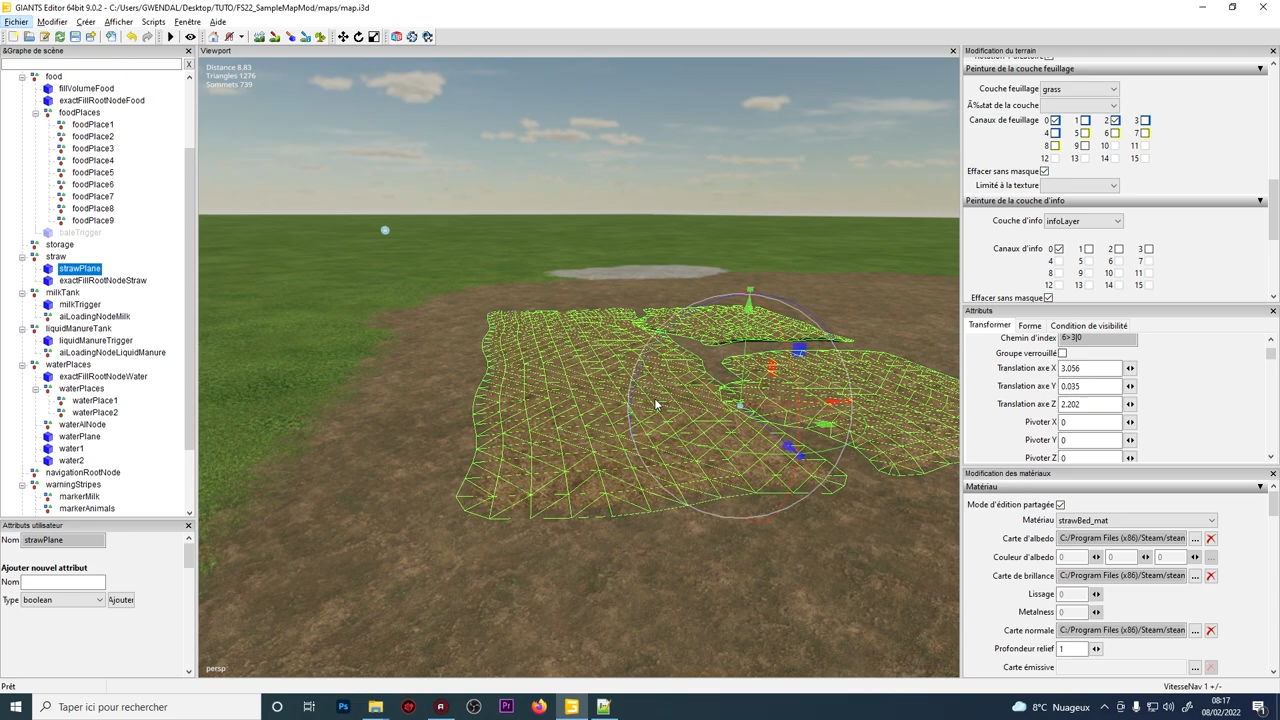 GIANTS Editor 64bit 9.0.2 - C:/Users/GWENDAL/Desktop/TUTO/FS22_SampleMapMod/maps/map.i3d
Fichier Modifier Créer Afficher Scripts Fenêtre Aide
&Graphe de scène
X
food
fillVolumeFood
exactFillRootNodeFood
foodPlaces
foodPlace1
foodPlace2
foodPlace3
foodPlace4
foodPlace5
foodPlace6
foodPlace7
foodPlace8
foodPlace9
baleTrigger
storage
straw
strawPlane
exactFillRootNodeStraw
milkTank
milkTrigger
aiLoadingNodeMilk
liquidManureTank
liquidManureTrigger
aiLoadingNodeLiquidManure
waterPlaces
exactFillRootNodeWater
waterPlaces
waterPlace1
waterPlace2
waterAINode
waterPlane
water1
water2
navigationRootNode
warningStripes
markerMilk
markerAnimals
Attributs utilisateur
Nom strawPlane
Ajouter nouvel attribut
Nom
Type boolean Ajouter
Prêt
Viewport
Distance 8.83
Triangles 1276
Sommets 739
persp
Modification du terrain
Peinture de la couche feuillage
Couche feuillage grass
Ã‰tat de la couche
Canaux de feuillage 0 1 2 3
4 5 6 7
8 9 10 11
12 13 14 15
Effacer sans masque
Limité à la texture
Peinture de la couche d'info
Couche d'info infoLayer
Canaux d'info 0 1 2 3
4 5 6 7
8 9 10 11
12 13 14 15
Effacer sans masque
Attributs
Transformer Forme Condition de visibilité
Chemin d'index 6>3|0
Groupe verrouillé
Translation axe X 3.056
Translation axe Y 0.035
Translation axe Z 2.202
Pivoter X 0
Pivoter Y 0
Pivoter Z 0
Modification des matériaux
Matériau
Mode d'édition partagée
Matériau strawBed_mat
Carte d'albedo C:/Program Files (x86)/Steam/stean ...
Couleur d'albedo 0 0 0 ...
Carte de brillance C:/Program Files (x86)/Steam/stean ...
Lissage 0
Metalness 0
Carte normale C:/Program Files (x86)/Steam/stean ...
Profondeur relief 1
Carte émissive ...
VitesseNav 1 +/-
Taper ici pour rechercher
8°C Nuageux
08:17
08/02/2022